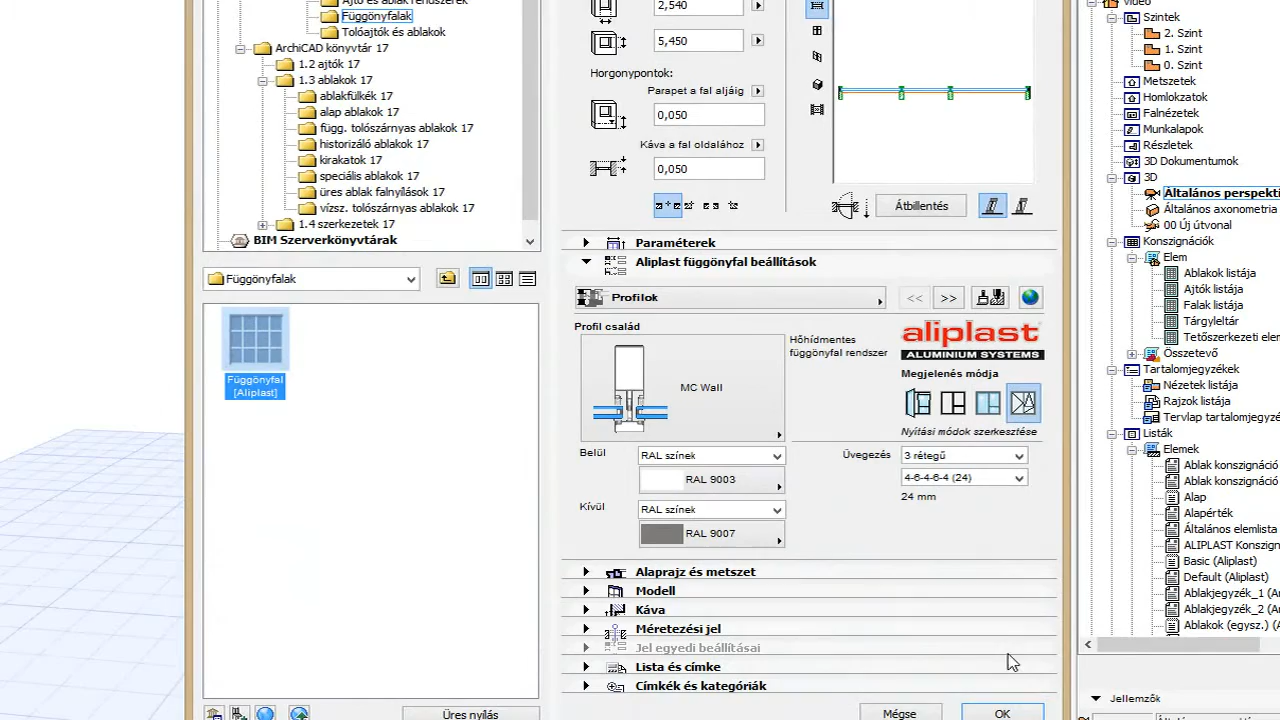 Függönyfalak
Tolóajtók és ablakok
ArchiCAD könyvtár 17
1.2 ajtók 17
1.3 ablakok 17
ablakfülkék 17
alap ablakok 17
függ. tolószárnyas ablakok 17
historizáló ablakok 17
kirakatok 17
speciális ablakok 17
üres ablak falnyílások 17
vízsz. tolószárnyas ablakok 17
1.4 szerkezetek 17
BIM Szerverkönyvtárak
Függönyfalak
Függönyfal
[Aliplast]
Üres nyílás
2,540
5,450
Horgonypontok:
Parapet a fal aljáig
0,050
Káva a fal oldalához
0,050
Átbillentés
Paraméterek
Aliplast függönyfal beállítások
Profilok
<<
>>
Profil család
MC Wall
Hőhídmentes
függönyfal rendszer
aliplast
ALUMINIUM SYSTEMS
Megjelenés módja
Nyítási módok szerkesztése
Belül
RAL színek
RAL 9003
Kívül
RAL színek
RAL 9007
Üvegezés
3 rétegű
4-6-4-6-4 (24)
24 mm
Alaprajz és metszet
Modell
Káva
Méretezési jel
Jel egyedi beállításai
Lista és címke
Címkék és kategóriák
Mégse
OK
video
Szintek
2. Szint
1. Szint
0. Szint
Metszetek
Homlokzatok
Falnézetek
Munkalapok
Részletek
3D Dokumentumok
3D
Általános perspekti
Általános axonometria
00 Új útvonal
Konszignációk
Elem
Ablakok listája
Ajtók listája
Falak listája
Tárgyleltár
Tetőszerkezeti elem
Összetevő
Tartalomjegyzékek
Nézetek listája
Rajzok listája
Tervlap tartalomjegyzé
Listák
Elemek
Ablak konszignáció
Ablak konszignáció
Alap
Alapérték
Általános elemlista
ALIPLAST Konszign
Basic (Aliplast)
Default (Aliplast)
Ablakjegyzék_1 (A
Ablakjegyzék_2 (A
Ablakok (egysz.) (A
Jellemzők